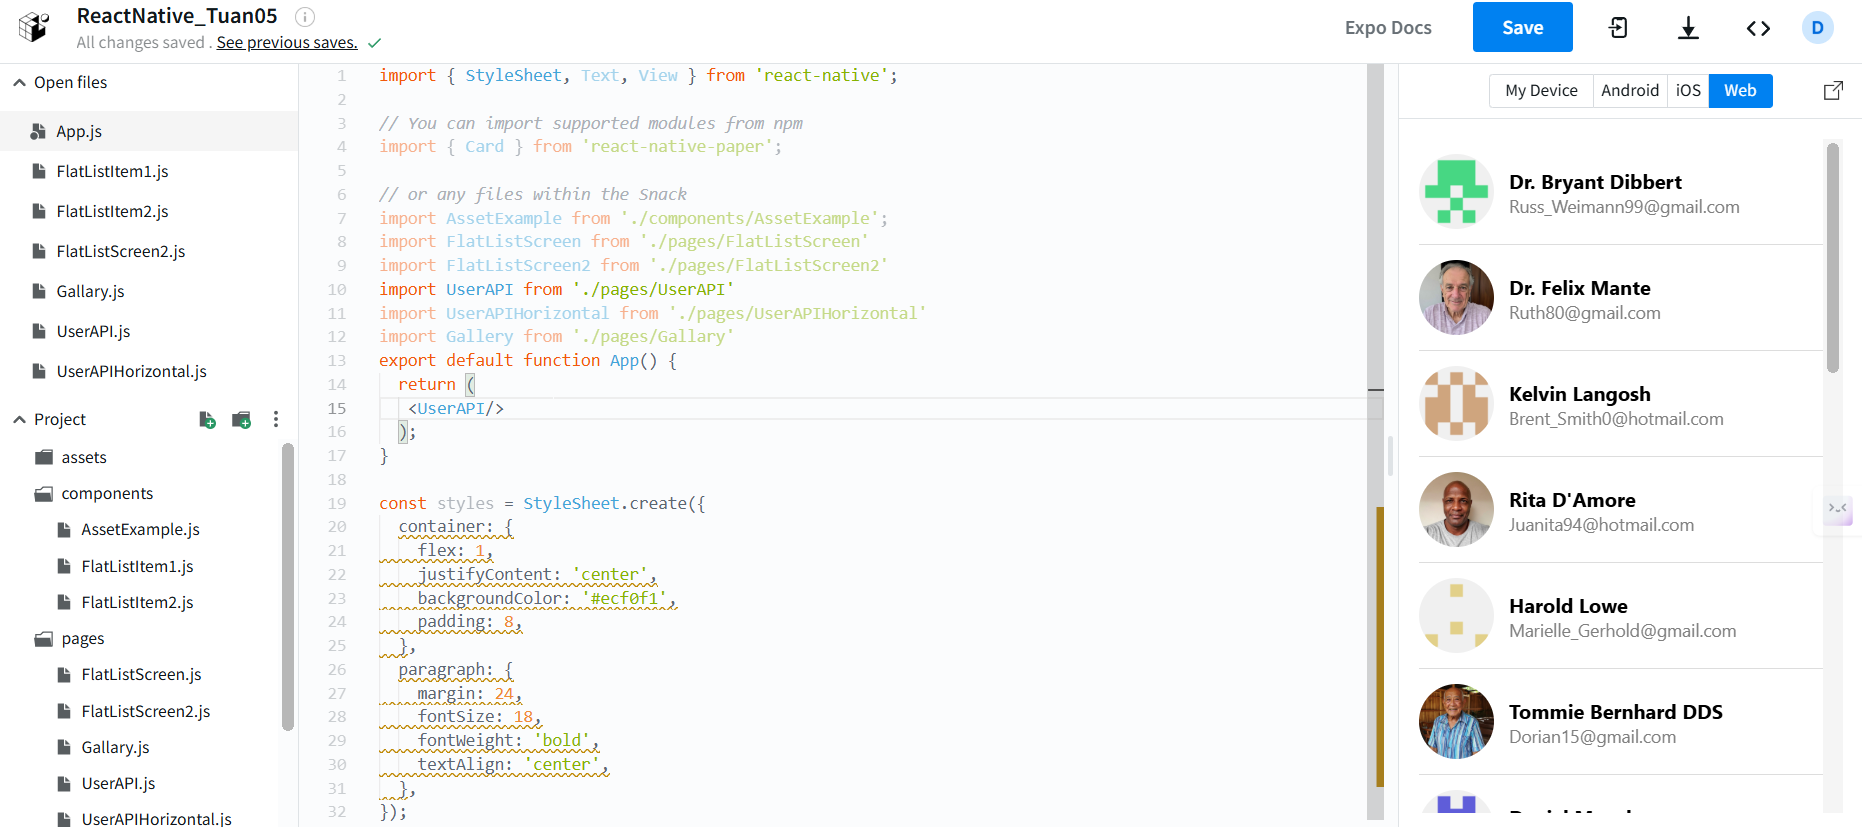 ReactNative_Tuan05
All changes saved . See previous saves.
Expo Docs
Save
D
Open files
App.js
FlatListItem1.js
FlatListItem2.js
FlatListScreen2.js
Gallary.js
UserAPI.js
UserAPIHorizontal.js
Project
assets
components
AssetExample.js
FlatListItem1.js
FlatListItem2.js
pages
FlatListScreen.js
FlatListScreen2.js
Gallary.js
UserAPI.js
UserAPIHorizontal.js
1 import { StyleSheet, Text, View } from 'react-native';
2
3 // You can import supported modules from npm
4 import { Card } from 'react-native-paper';
5
6 // or any files within the Snack
7 import AssetExample from './components/AssetExample';
8 import FlatListScreen from './pages/FlatListScreen'
9 import FlatListScreen2 from './pages/FlatListScreen2'
10 import UserAPI from './pages/UserAPI'
11 import UserAPIHorizontal from './pages/UserAPIHorizontal'
12 import Gallery from './pages/Gallary'
13 export default function App() {
14 return (
15 <UserAPI/>
16 );
17 }
18
19 const styles = StyleSheet.create({
20 container: {
21 flex: 1,
22 justifyContent: 'center',
23 backgroundColor: '#ecf0f1',
24 padding: 8,
25 },
26 paragraph: {
27 margin: 24,
28 fontSize: 18,
29 fontWeight: 'bold',
30 textAlign: 'center',
31 },
32 });
My Device
Android
iOS
Web
Dr. Bryant Dibbert
Russ_Weimann99@gmail.com
Dr. Felix Mante
Ruth80@gmail.com
Kelvin Langosh
Brent_Smith0@hotmail.com
Rita D'Amore
Juanita94@hotmail.com
Harold Lowe
Marielle_Gerhold@gmail.com
Tommie Bernhard DDS
Dorian15@gmail.com